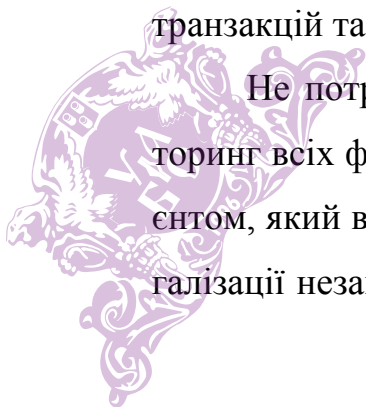 транзакцій та
Не потр
торинг всіх ф
єнтом, який в
галізації неза